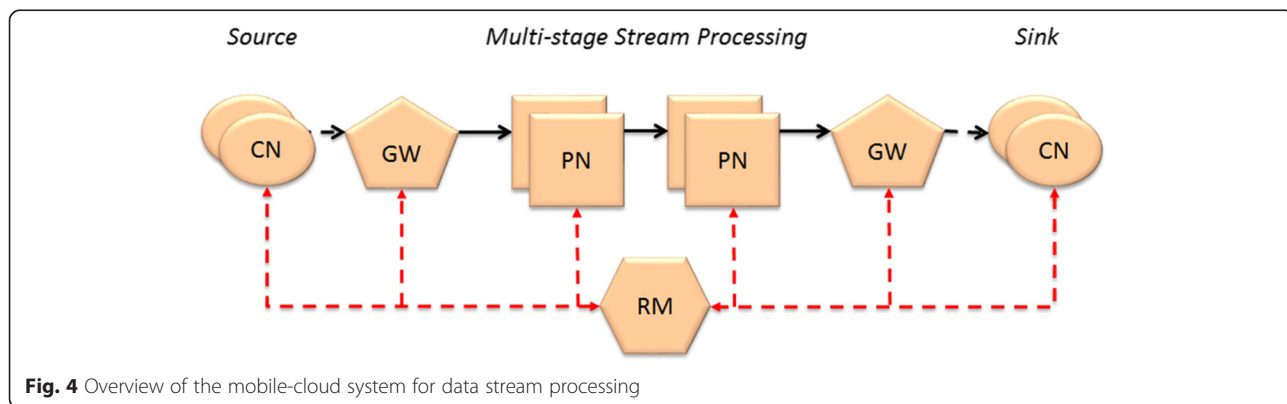 Source
Multi-stage Stream Processing
Sink
CN
GW
PN
PN
GW
CN
RM
Fig. 4 Overview of the mobile-cloud system for data stream processing